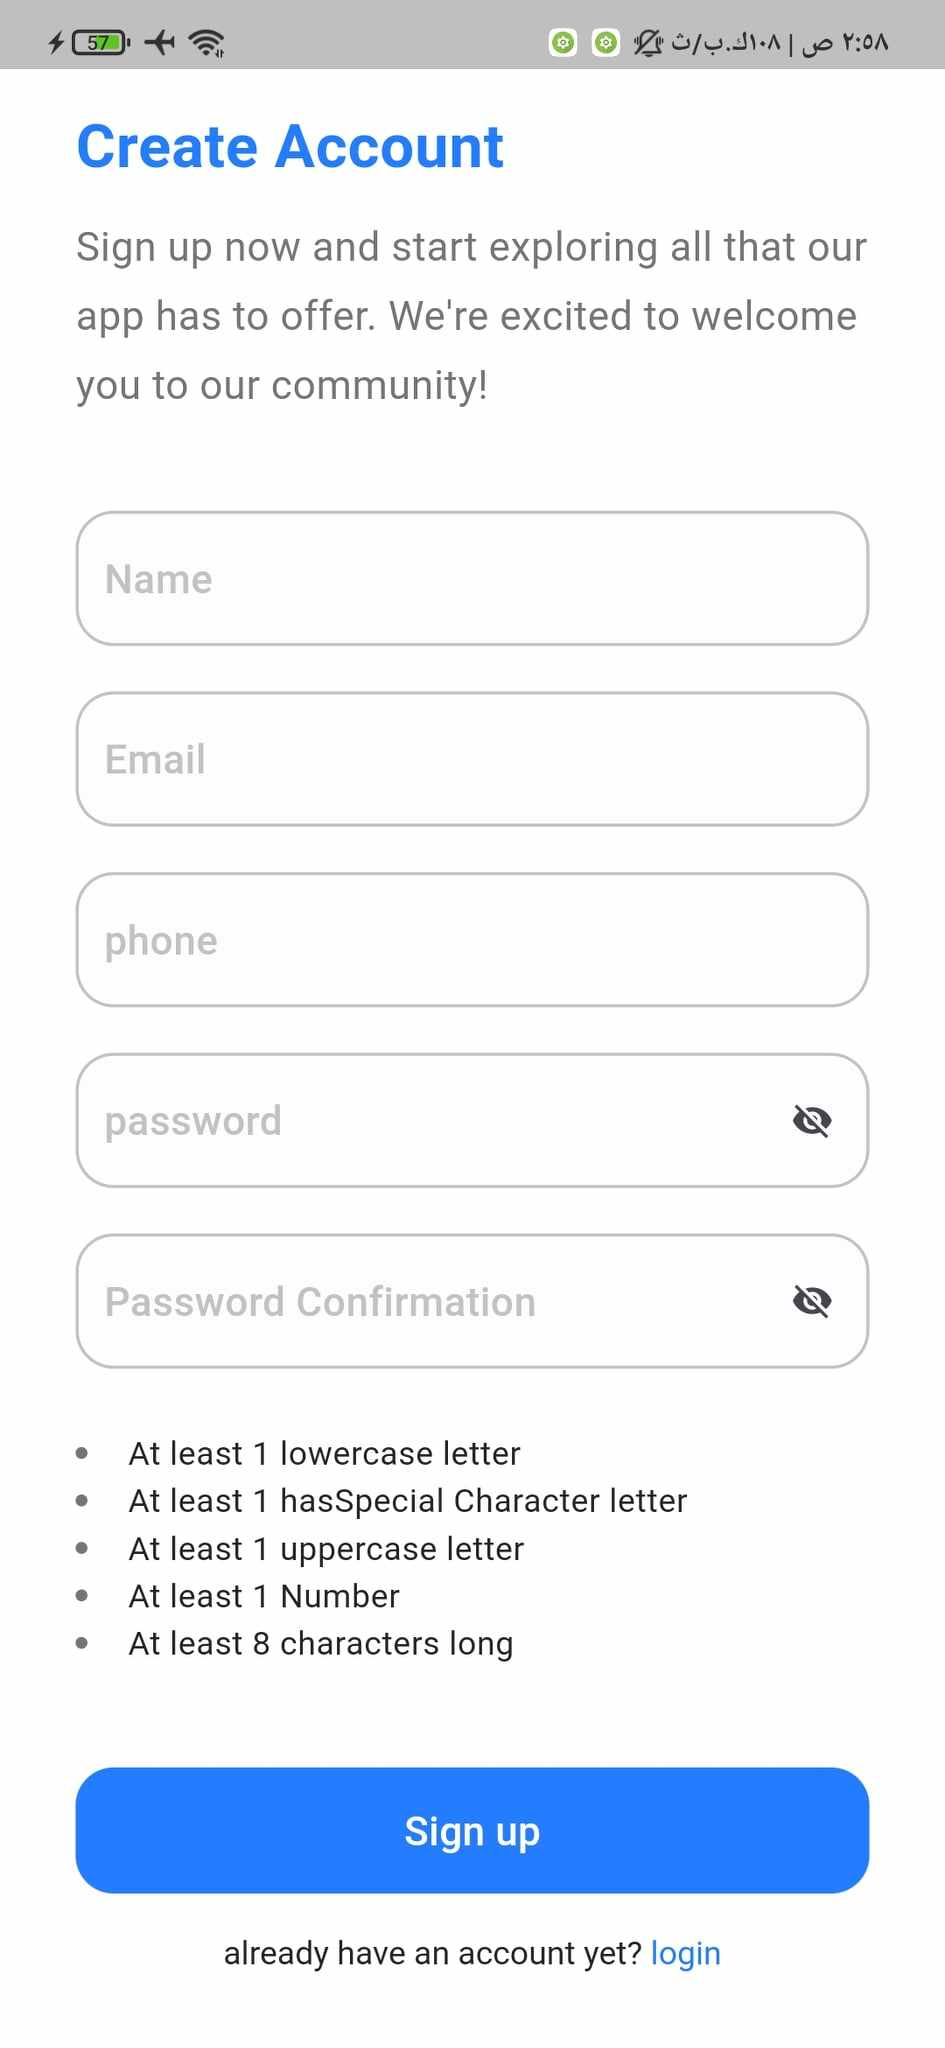 57
٢:٥٨ ص | ١٠٨ك.ب/ث
Create Account
Sign up now and start exploring all that our
app has to offer. We're excited to welcome
you to our community!
Name
Email
phone
password
Password Confirmation
At least 1 lowercase letter
At least 1 hasSpecial Character letter
At least 1 uppercase letter
At least 1 Number
At least 8 characters long
Sign up
already have an account yet? login